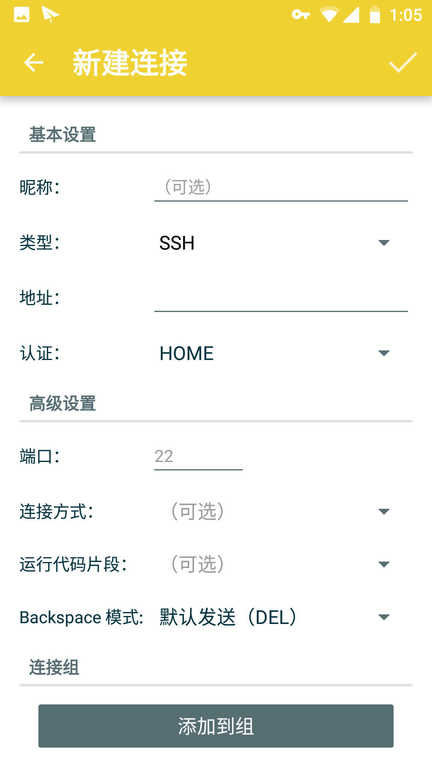 1:05
新建连接
基本设置
昵称: （可选）
类型: SSH
地址:
认证: HOME
高级设置
端口: 22
连接方式: （可选）
运行代码片段: （可选）
Backspace 模式: 默认发送（DEL）
连接组
添加到组